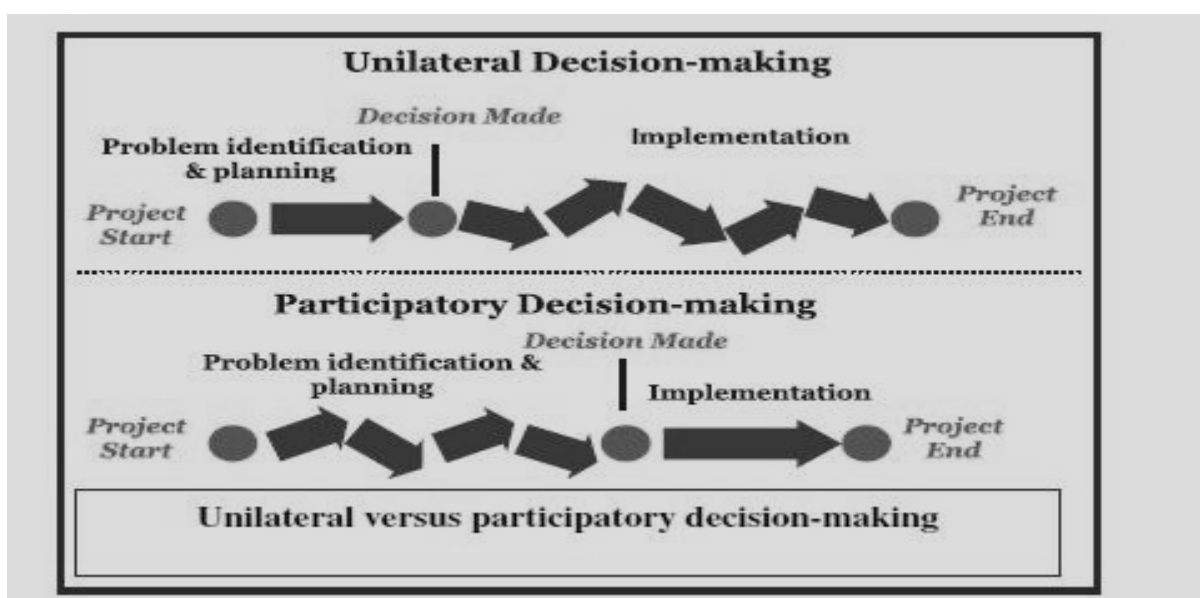 Unilateral Decision-making
Decision Made
Implementation
Problem identification
& planning
Project
Start
Project
End
Participatory Decision-making
Decision Made
Problem identification &
planning
Implementation
Project
Start
Project
End
Unilateral versus participatory decision-making